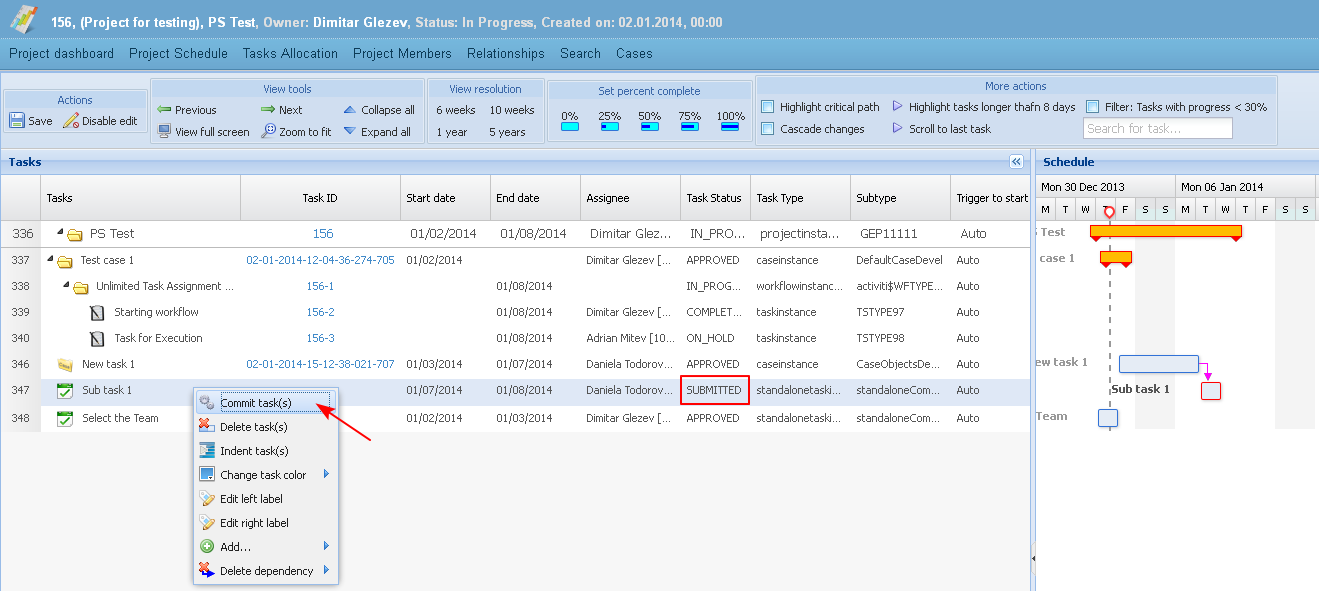 156, (Project for testing), PS Test, Owner: Dimitar Glezev, Status: In Progress, Created on: 02.01.2014, 00:00
Project dashboard Project Schedule Tasks Allocation Project Members Relationships Search Cases
Actions
Save Disable edit
View tools
Previous Next Collapse all
View full screen Zoom to fit Expand all
View resolution
6 weeks 10 weeks
1 year 5 years
Set percent complete
0% 25% 50% 75% 100%
More actions
Highlight critical path Highlight tasks longer thafn 8 days Filter: Tasks with progress < 30%
Cascade changes Scroll to last task Search for task...
Tasks
Tasks Task ID Start date End date Assignee Task Status Task Type Subtype Trigger to start
336 PS Test 156 01/02/2014 01/08/2014 Dimitar Glez... IN_PRO... projectinsta... GEP11111 Auto
337 Test case 1 02-01-2014-12-04-36-274-705 01/02/2014 Dimitar Glezev [... APPROVED caseinstance DefaultCaseDevel Auto
338 Unlimited Task Assignment ... 156-1 01/08/2014 IN_PROG... workflowinstanc... activiti$WFTYPE... Auto
339 Starting workflow 156-2 01/08/2014 Dimitar Glezev [... COMPLET... taskinstance TSTYPE97 Auto
340 Task for Execution 156-3 01/08/2014 Adrian Mitev [10... ON_HOLD taskinstance TSTYPE98 Auto
346 New task 1 02-01-2014-15-12-38-021-707 01/03/2014 01/07/2014 Daniela Todorov... APPROVED caseinstance CaseObjectsDe... Auto
347 Sub task 1 01/07/2014 01/08/2014 Daniela Todorov... SUBMITTED standalonetaski... standaloneCom... Auto
348 Select the Team 01/02/2014 01/03/2014 Dimitar Glezev [... APPROVED standalonetaski... standaloneCom... Auto
Commit task(s)
Delete task(s)
Indent task(s)
Change task color
Edit left label
Edit right label
Add...
Delete dependency
Schedule
Mon 30 Dec 2013 Mon 06 Jan 2014
M T W T F S S M T W T F S S
Test
case 1
ew task 1
Sub task 1
Team